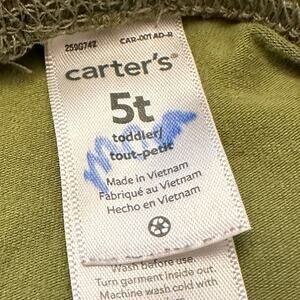 259G742 CAR-001 AD-R
carter's®
5t
toddler/
tout-petit
Made in Vietnam
Fabriqué au Vietnam
Hecho en Vietnam
Wash before use.
Turn garment inside out.
Machine wash cold with